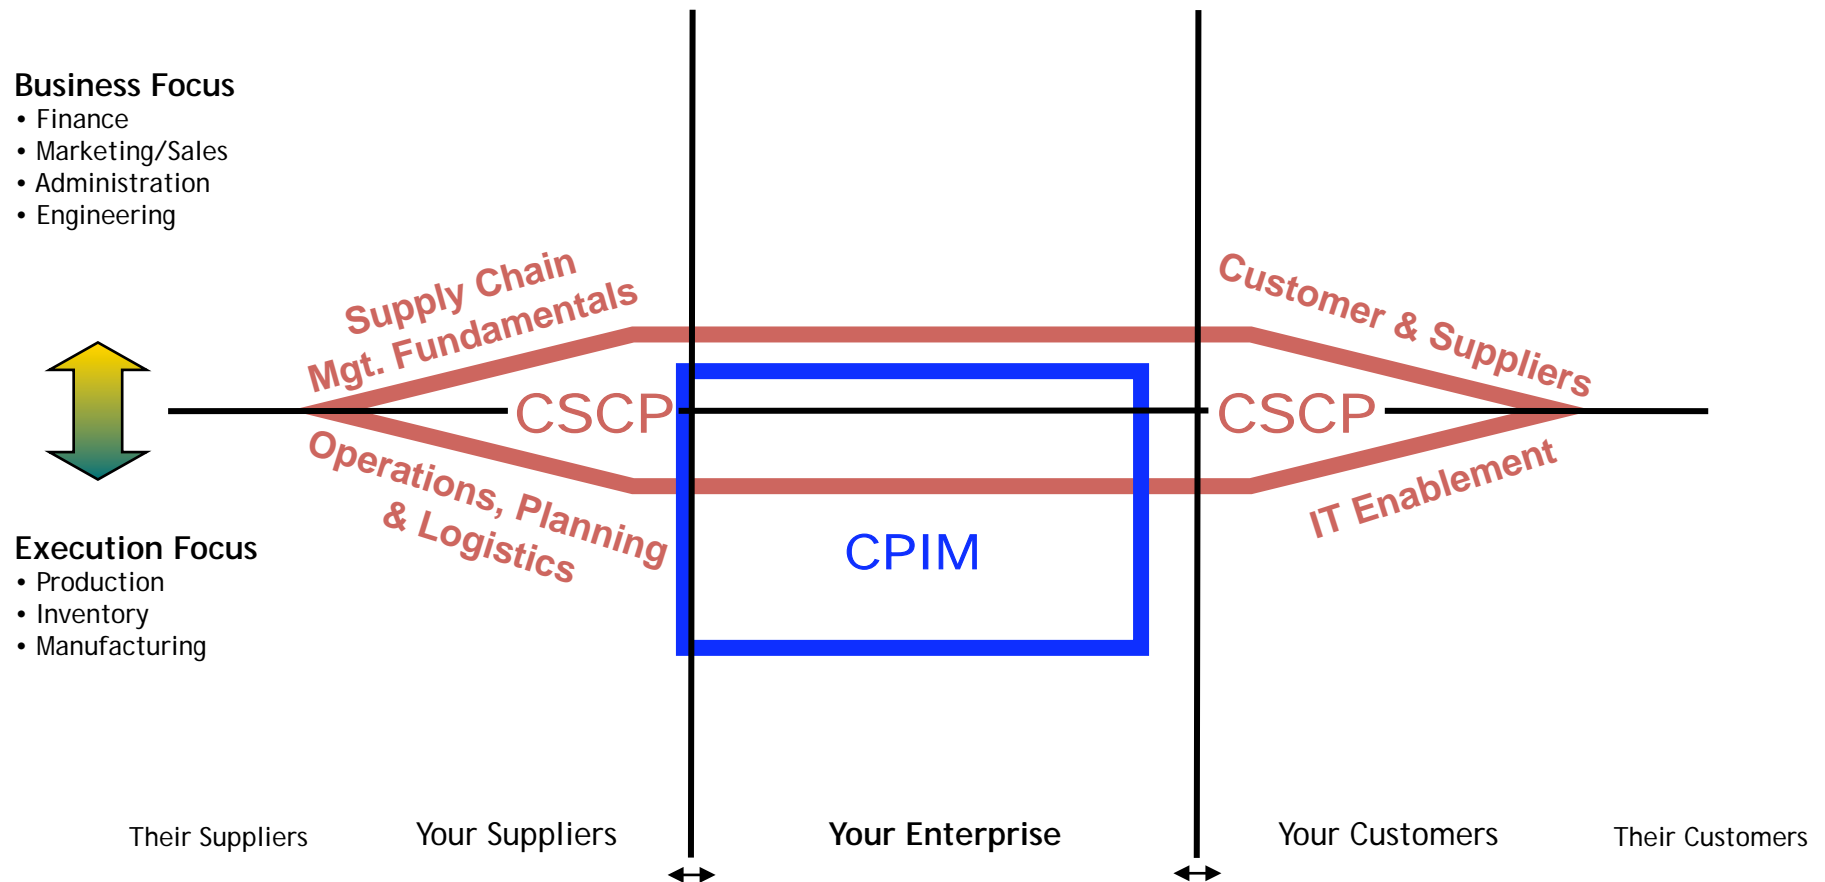 Business Focus
• Finance
• Marketing/Sales
• Administration
• Engineering
Supply Chain
Mgt. Fundamentals
Customer & Suppliers
CSCP
CSCP
Operations, Planning
& Logistics
IT Enablement
CPIM
Execution Focus
• Production
• Inventory
• Manufacturing
Their Suppliers
Your Suppliers
Your Enterprise
Your Customers
Their Customers